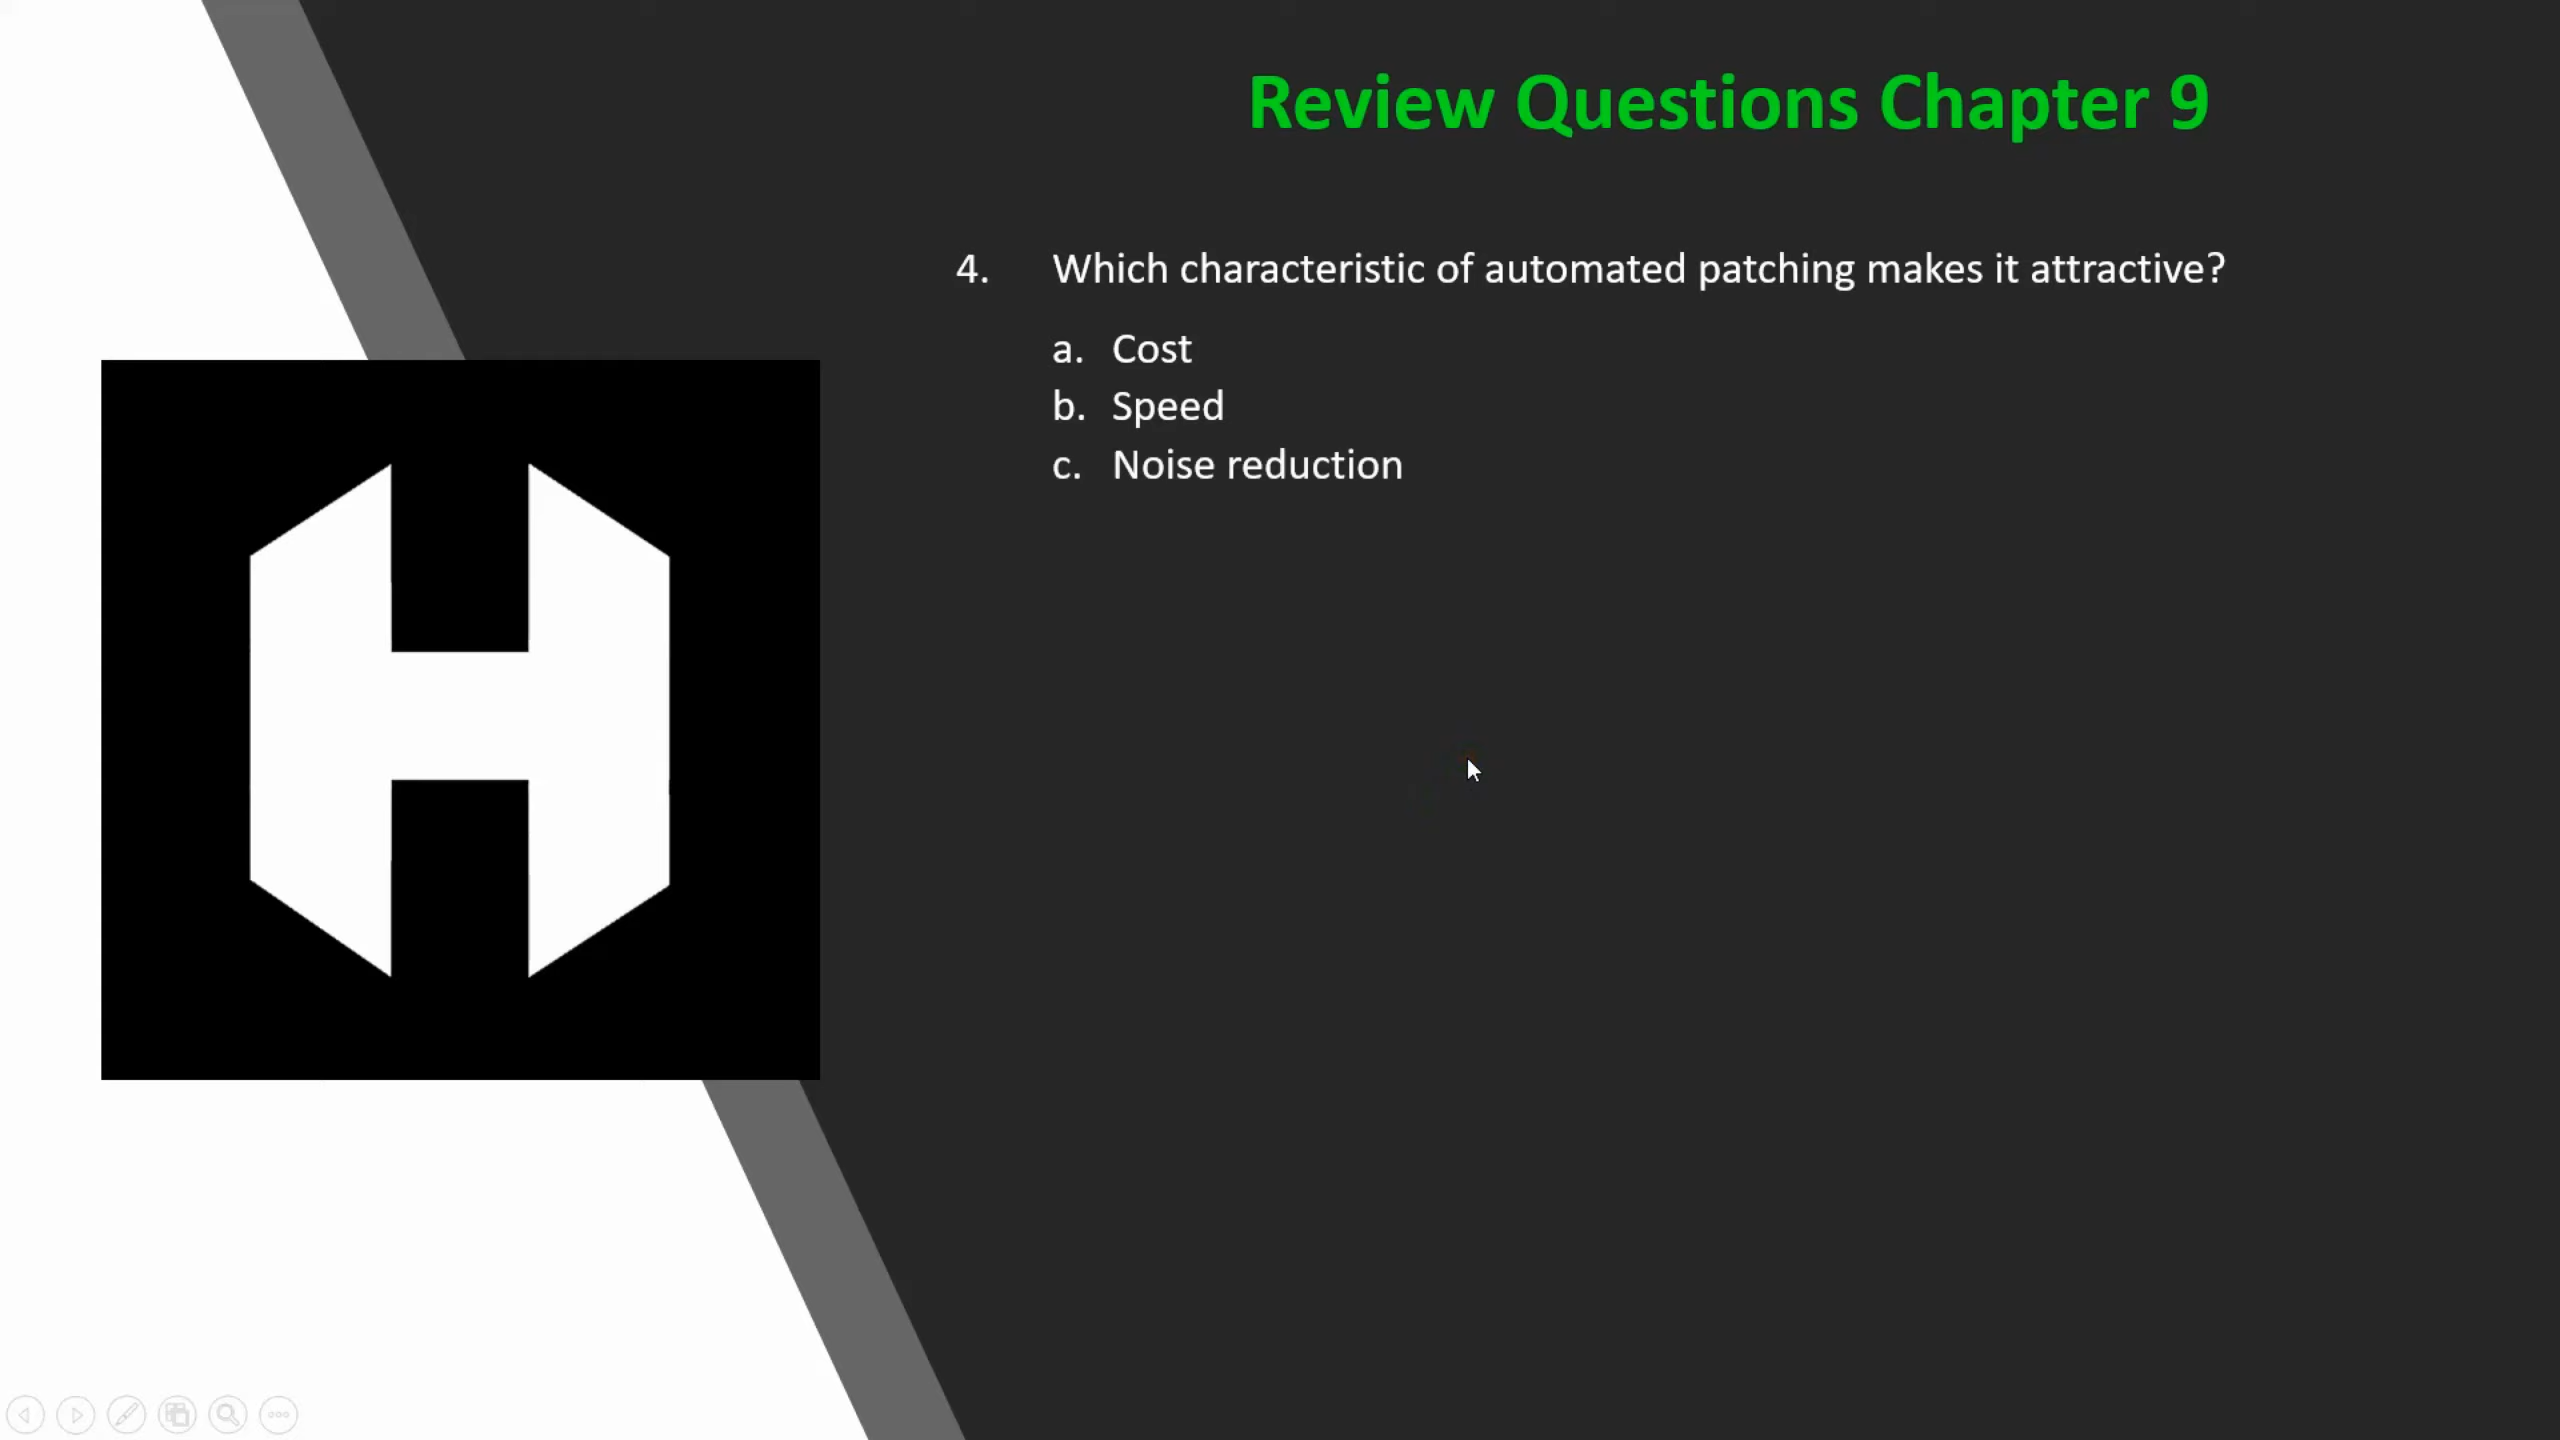 Review Questions Chapter 9
4. Which characteristic of automated patching makes it attractive?
a. Cost
b. Speed
c. Noise reduction
H